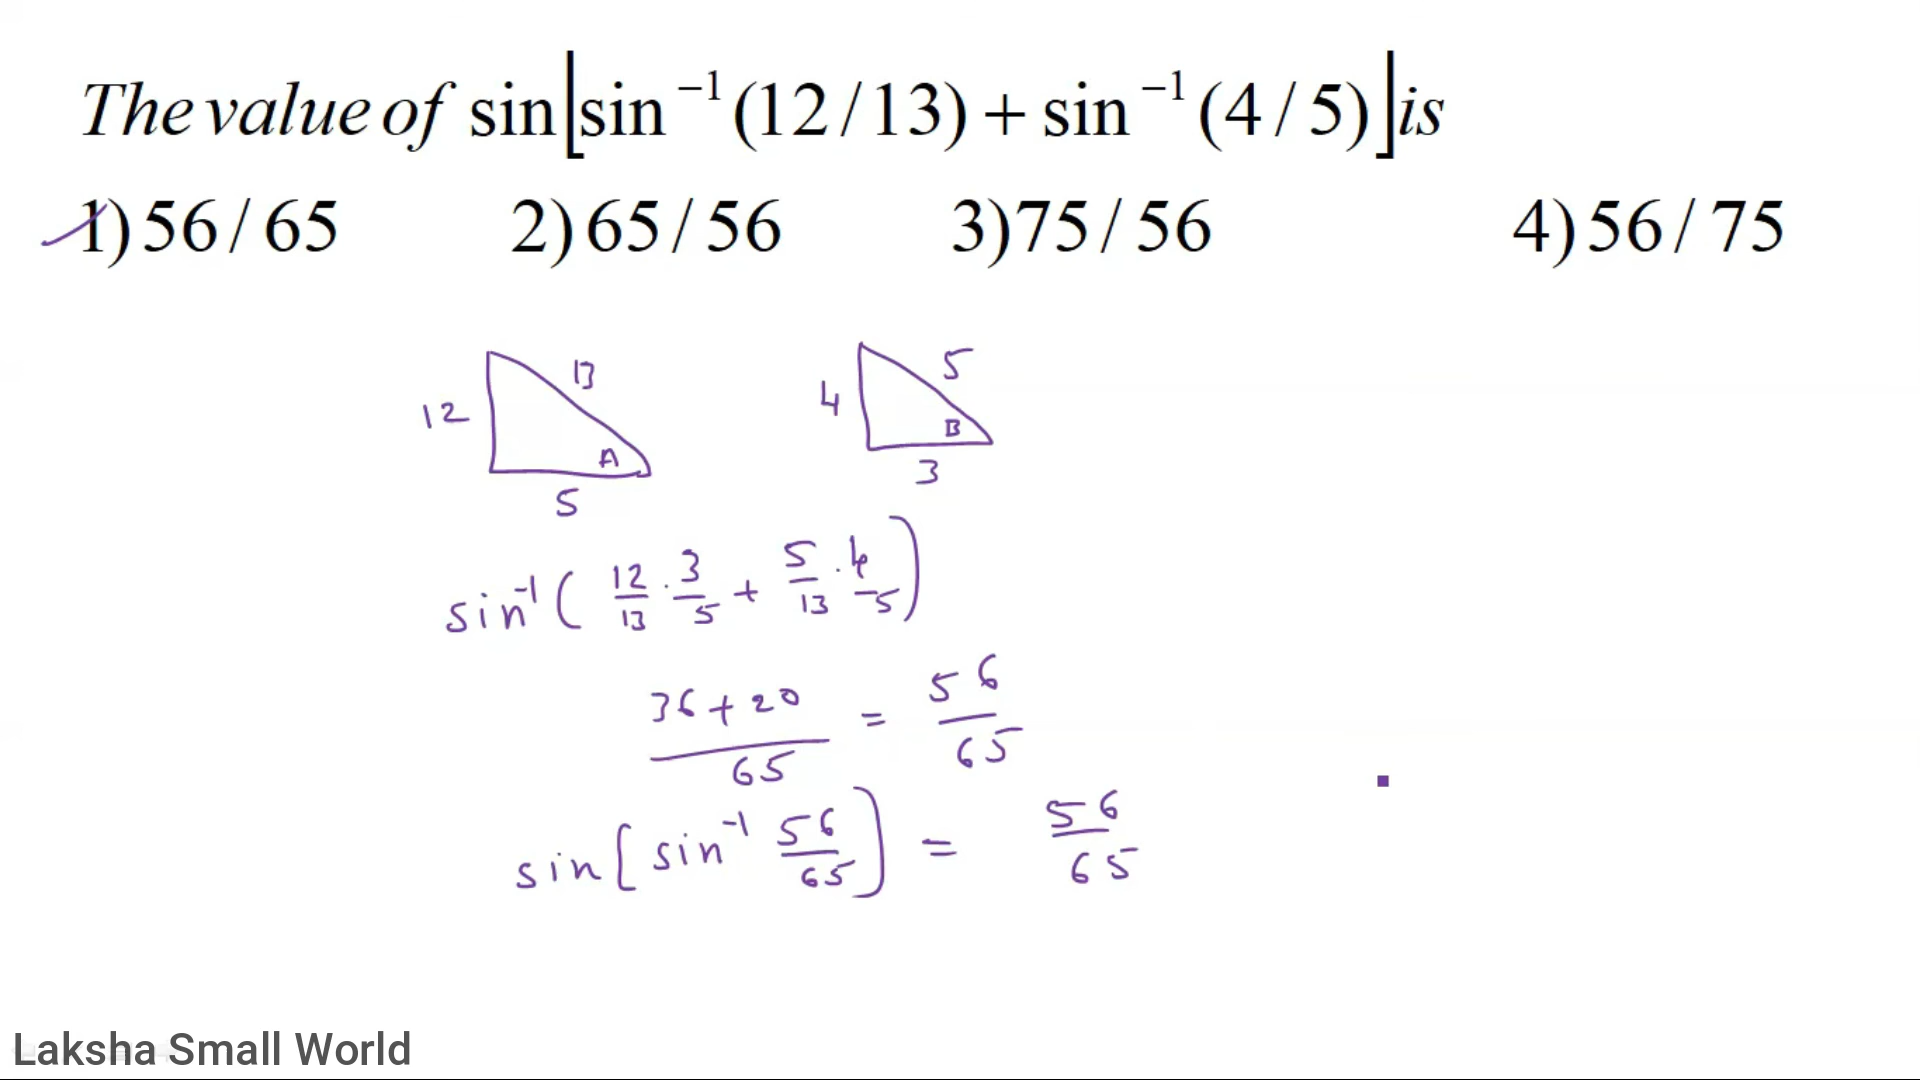 The value of sin⌊sin⁻¹(12/13) + sin⁻¹(4/5)⌋ is
1) 56/65 2) 65/56 3) 75/56 4) 56/75
12 13 A 5
4 5 B 3
sin⁻¹( 12/13 · 3/5 + 5/13 · 4/5 )
36+20/65 = 56/65
sin[ sin⁻¹ 56/65 ] = 56/65
Laksha Small World